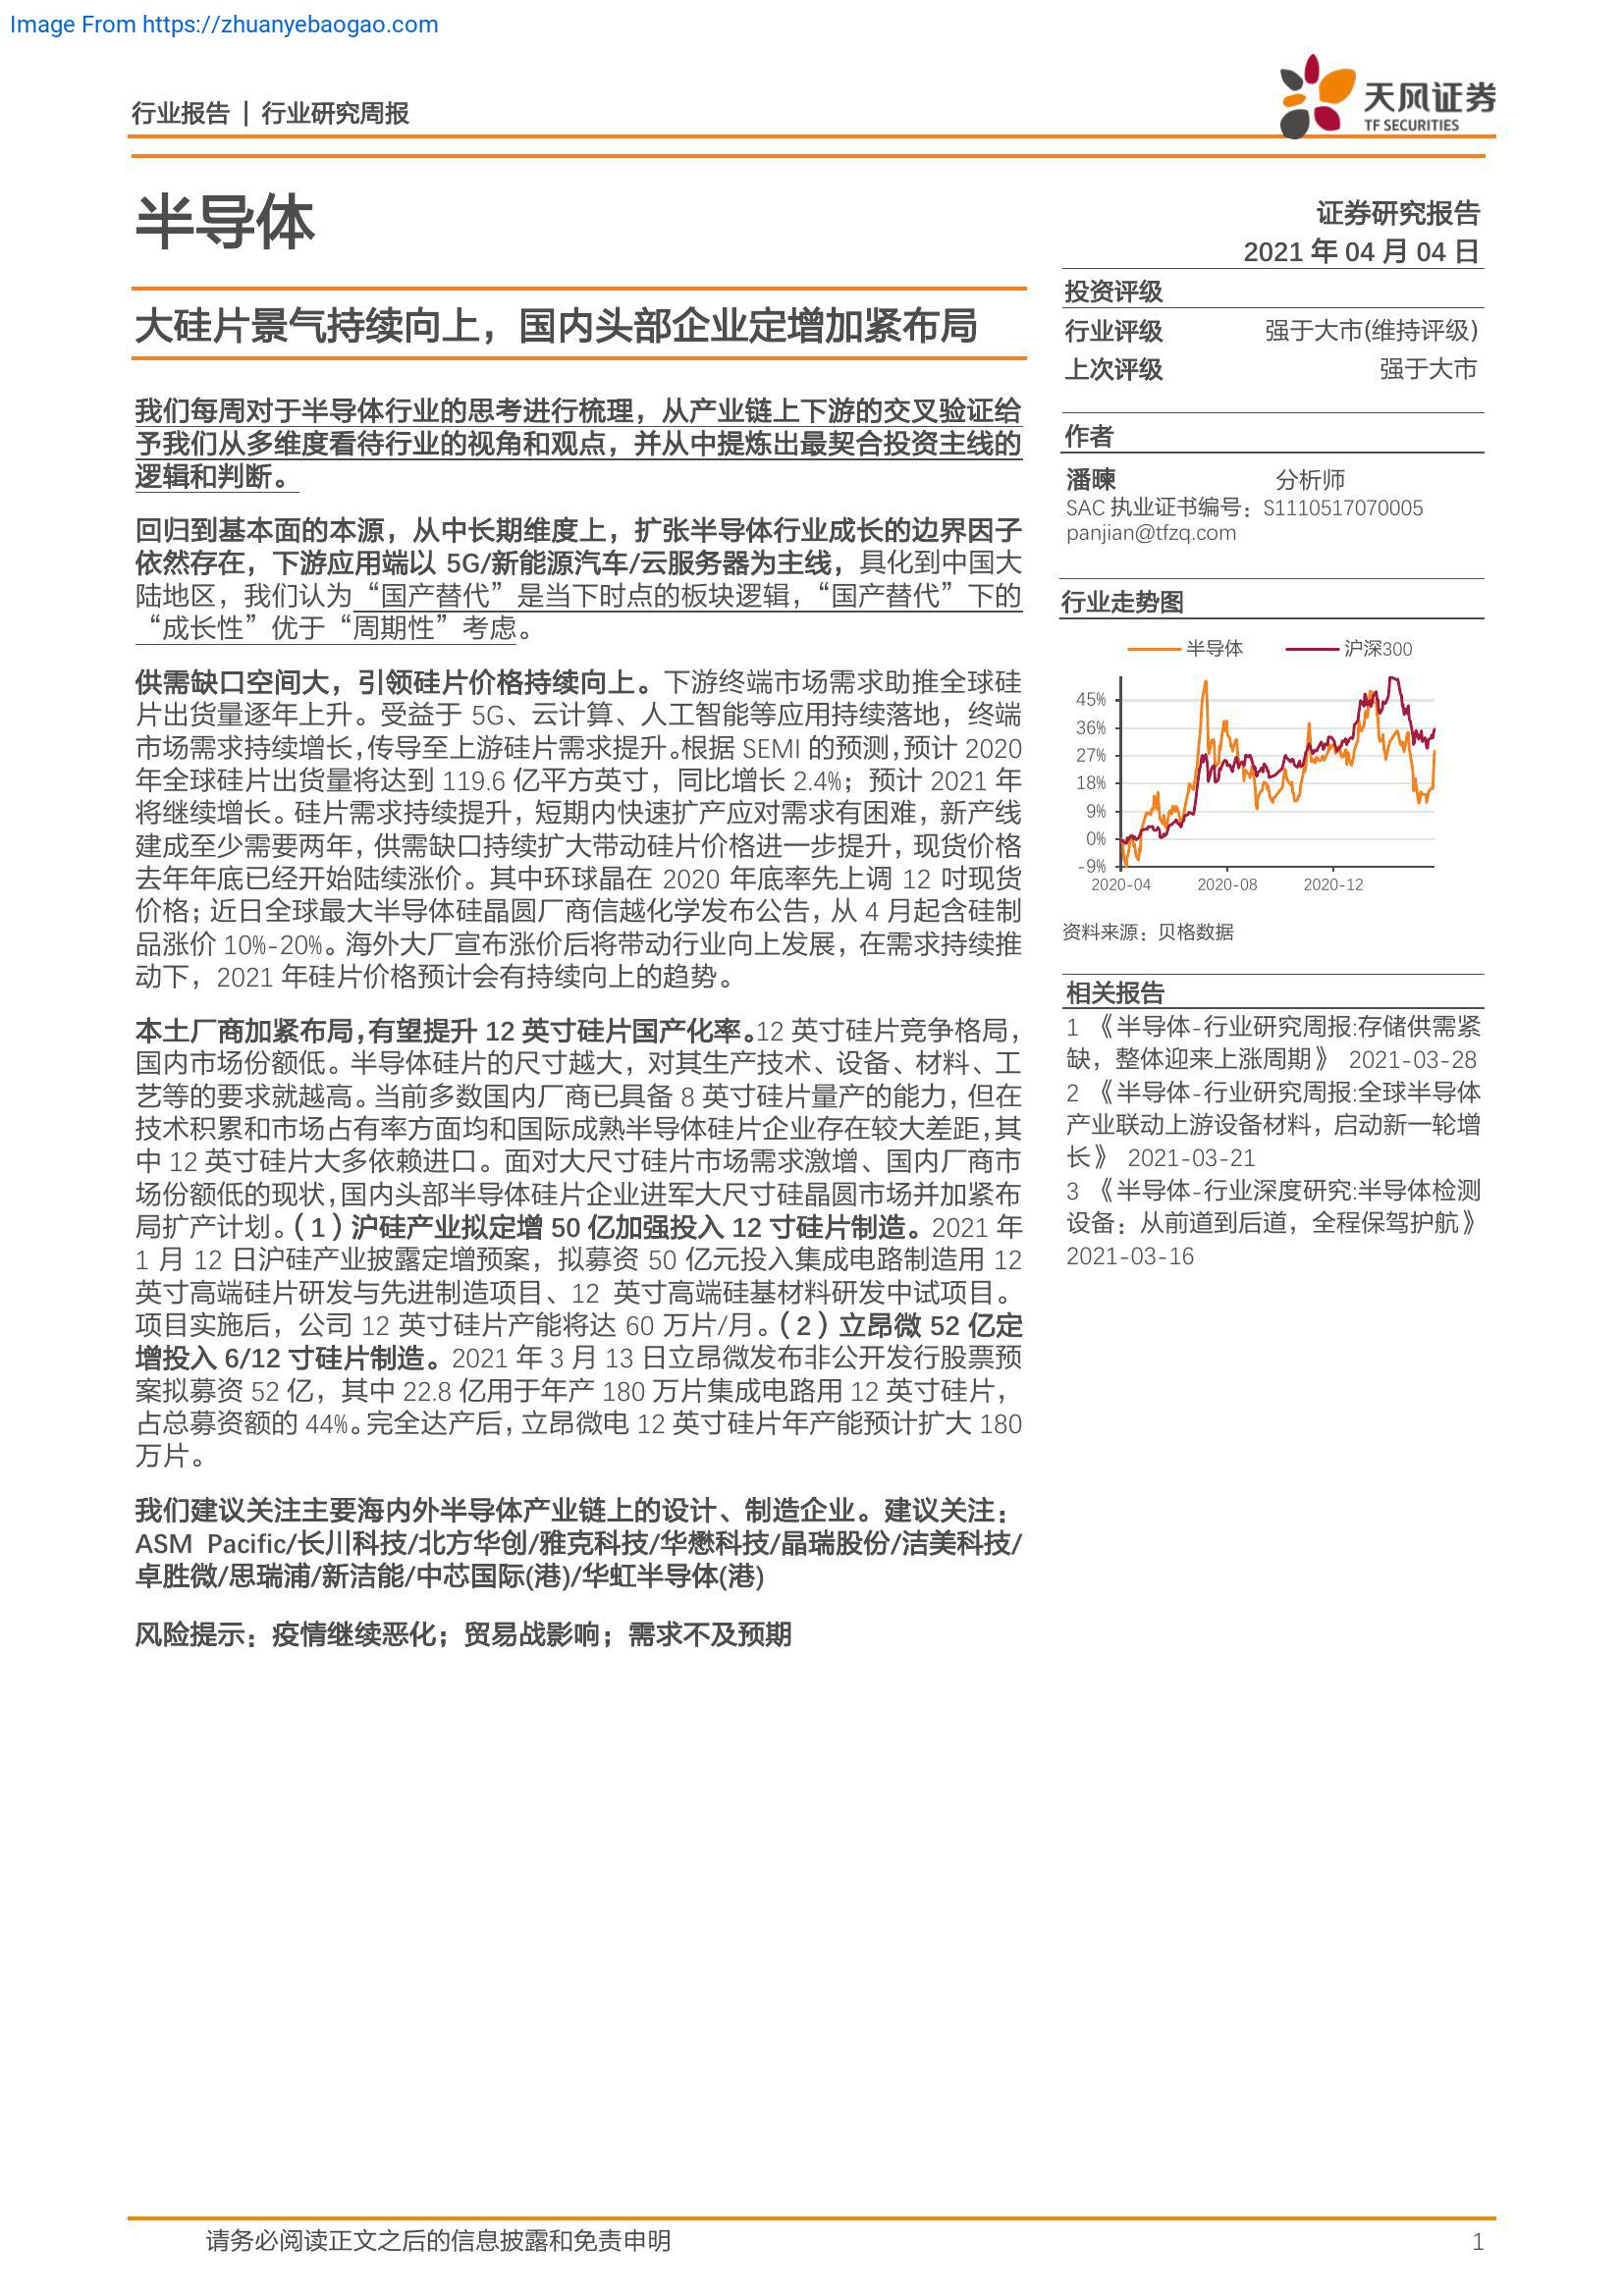 Image From https://zhuanyebaogao.com
行业报告 | 行业研究周报
天风证券
TF SECURITIES
半导体
证券研究报告
2021 年 04 月 04 日
大硅片景气持续向上，国内头部企业定增加紧布局
我们每周对于半导体行业的思考进行梳理，从产业链上下游的交叉验证给
予我们从多维度看待行业的视角和观点，并从中提炼出最契合投资主线的
逻辑和判断。
回归到基本面的本源，从中长期维度上，扩张半导体行业成长的边界因子
依然存在，下游应用端以 5G/新能源汽车/云服务器为主线，具化到中国大
陆地区，我们认为“国产替代”是当下时点的板块逻辑，“国产替代”下的
“成长性”优于“周期性”考虑。
供需缺口空间大，引领硅片价格持续向上。下游终端市场需求助推全球硅
片出货量逐年上升。受益于 5G、云计算、人工智能等应用持续落地，终端
市场需求持续增长，传导至上游硅片需求提升。根据 SEMI 的预测，预计 2020
年全球硅片出货量将达到 119.6 亿平方英寸，同比增长 2.4%；预计 2021 年
将继续增长。硅片需求持续提升，短期内快速扩产应对需求有困难，新产线
建成至少需要两年，供需缺口持续扩大带动硅片价格进一步提升，现货价格
去年年底已经开始陆续涨价。其中环球晶在 2020 年底率先上调 12 吋现货
价格；近日全球最大半导体硅晶圆厂商信越化学发布公告，从 4 月起含硅制
品涨价 10%-20%。海外大厂宣布涨价后将带动行业向上发展，在需求持续推
动下，2021 年硅片价格预计会有持续向上的趋势。
本土厂商加紧布局，有望提升 12 英寸硅片国产化率。12 英寸硅片竞争格局，
国内市场份额低。半导体硅片的尺寸越大，对其生产技术、设备、材料、工
艺等的要求就越高。当前多数国内厂商已具备 8 英寸硅片量产的能力，但在
技术积累和市场占有率方面均和国际成熟半导体硅片企业存在较大差距，其
中 12 英寸硅片大多依赖进口。面对大尺寸硅片市场需求激增、国内厂商市
场份额低的现状，国内头部半导体硅片企业进军大尺寸硅晶圆市场并加紧布
局扩产计划。（1）沪硅产业拟定增 50 亿加强投入 12 寸硅片制造。2021 年
1 月 12 日沪硅产业披露定增预案，拟募资 50 亿元投入集成电路制造用 12
英寸高端硅片研发与先进制造项目、12 英寸高端硅基材料研发中试项目。
项目实施后，公司 12 英寸硅片产能将达 60 万片/月。（2）立昂微 52 亿定
增投入 6/12 寸硅片制造。2021 年 3 月 13 日立昂微发布非公开发行股票预
案拟募资 52 亿，其中 22.8 亿用于年产 180 万片集成电路用 12 英寸硅片，
占总募资额的 44%。完全达产后，立昂微电 12 英寸硅片年产能预计扩大 180
万片。
我们建议关注主要海内外半导体产业链上的设计、制造企业。建议关注：
ASM Pacific/长川科技/北方华创/雅克科技/华懋科技/晶瑞股份/洁美科技/
卓胜微/思瑞浦/新洁能/中芯国际(港)/华虹半导体(港)
风险提示：疫情继续恶化；贸易战影响；需求不及预期
投资评级
行业评级 强于大市(维持评级)
上次评级 强于大市
作者
潘暕 分析师
SAC 执业证书编号：S1110517070005
panjian@tfzq.com
行业走势图
半导体 沪深300
45%
36%
27%
18%
9%
0%
-9%
2020-04 2020-08 2020-12
资料来源：贝格数据
相关报告
1 《半导体-行业研究周报:存储供需紧
缺，整体迎来上涨周期》 2021-03-28
2 《半导体-行业研究周报:全球半导体
产业联动上游设备材料，启动新一轮增
长》 2021-03-21
3 《半导体-行业深度研究:半导体检测
设备：从前道到后道，全程保驾护航》
2021-03-16
请务必阅读正文之后的信息披露和免责申明 1